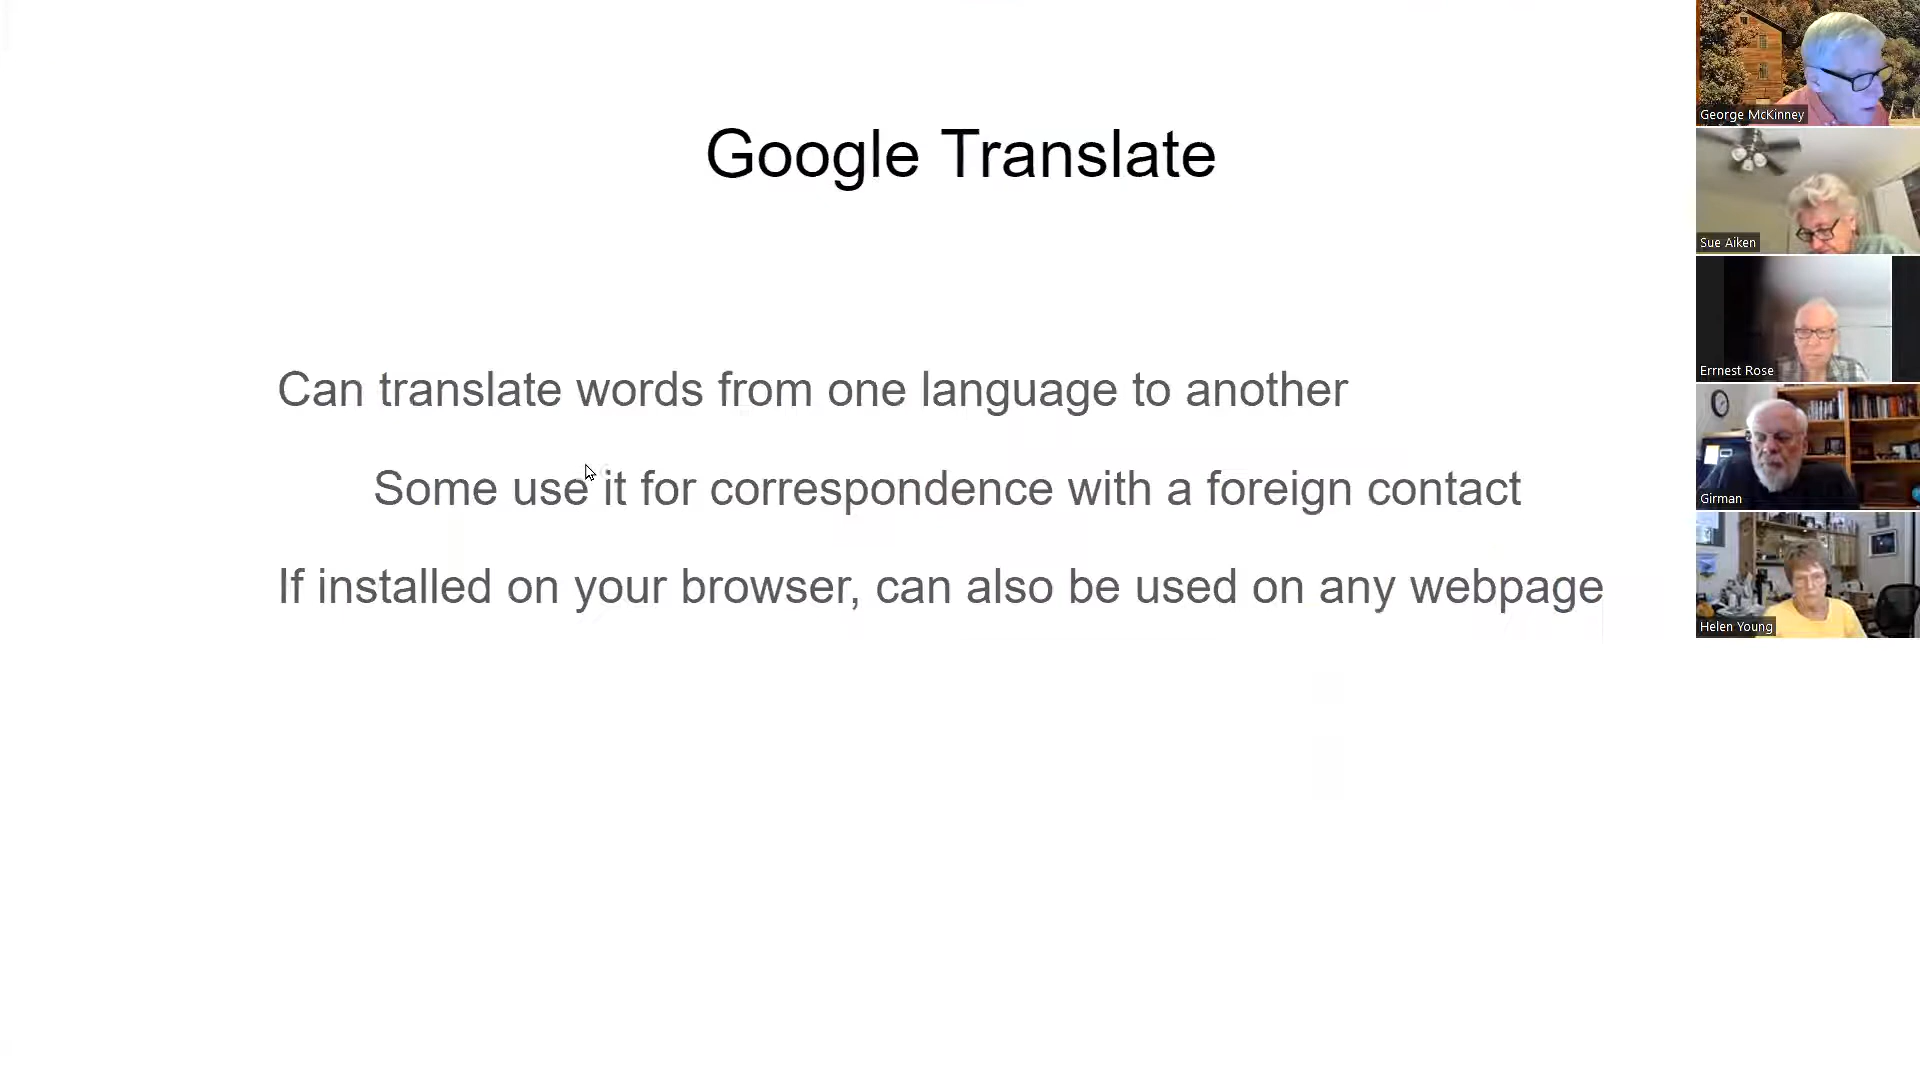 Google Translate
Can translate words from one language to another
Some use it for correspondence with a foreign contact
If installed on your browser, can also be used on any webpage
George McKinney
Sue Aiken
Errnest Rose
Girman
Helen Young